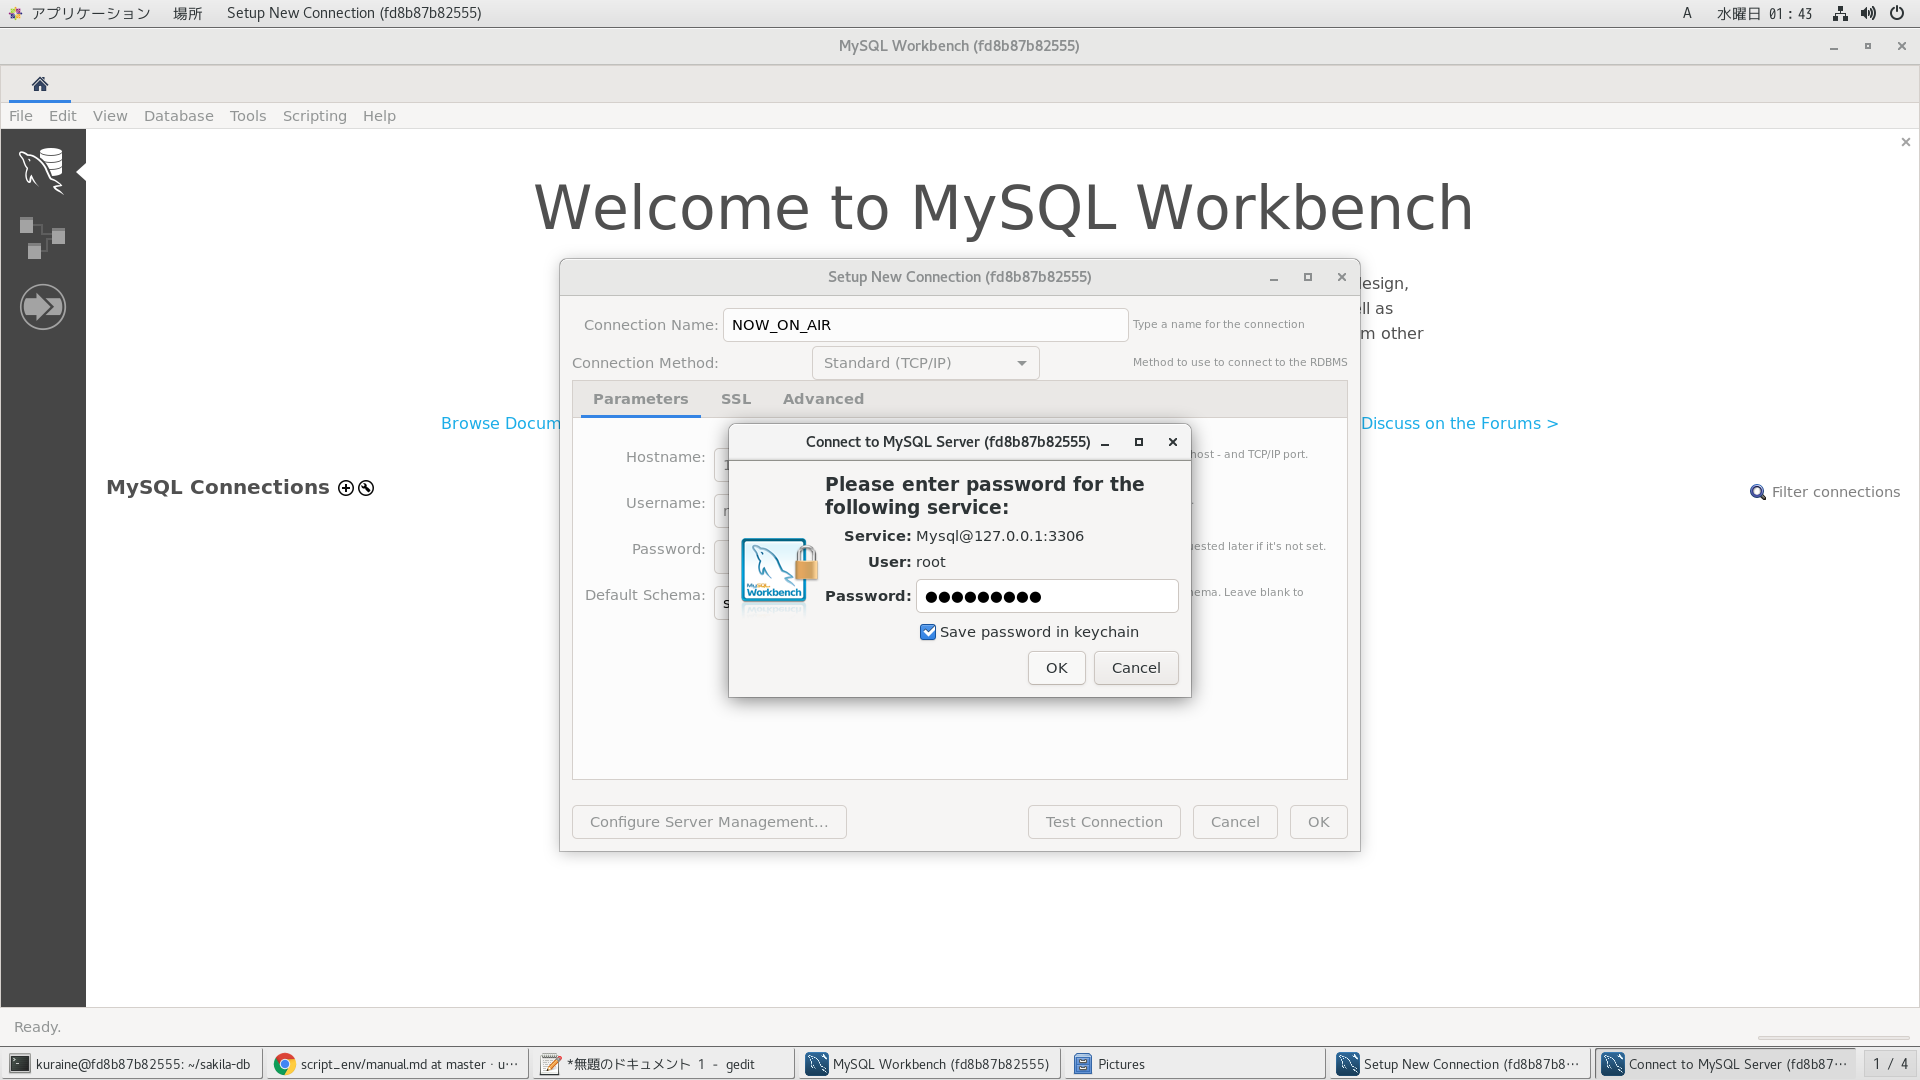 アプリケーション 場所 Setup New Connection (fd8b87b82555) A 水曜日 01：43
MySQL Workbench (fd8b87b82555)
File Edit View Database Tools Scripting Help
Welcome to MySQL Workbench
Setup New Connection (fd8b87b82555)
esign,
ll as
m other
Connection Name: NOW_ON_AIR Type a name for the connection
Connection Method: Standard (TCP/IP) Method to use to connect to the RDBMS
Parameters SSL Advanced
Browse Docum
Discuss on the Forums >
Connect to MySQL Server (fd8b87b82555)
Hostname:
host - and TCP/IP port.
Username:
Password:
uested later if it's not set.
Default Schema:
ema. Leave blank to
Please enter password for the
following service:
Service: Mysql@127.0.0.1:3306
User: root
Password: ●●●●●●●●●
MySQL
Workbench
Save password in keychain
OK Cancel
MySQL Connections
Filter connections
Configure Server Management... Test Connection Cancel OK
Ready.
kuraine@fd8b87b82555: ~/sakila-db script_env/manual.md at master · u··· *無題のドキュメント 1 - gedit MySQL Workbench (fd8b87b82555) Pictures Setup New Connection (fd8b87b8··· Connect to MySQL Server (fd8b87··· 1 / 4